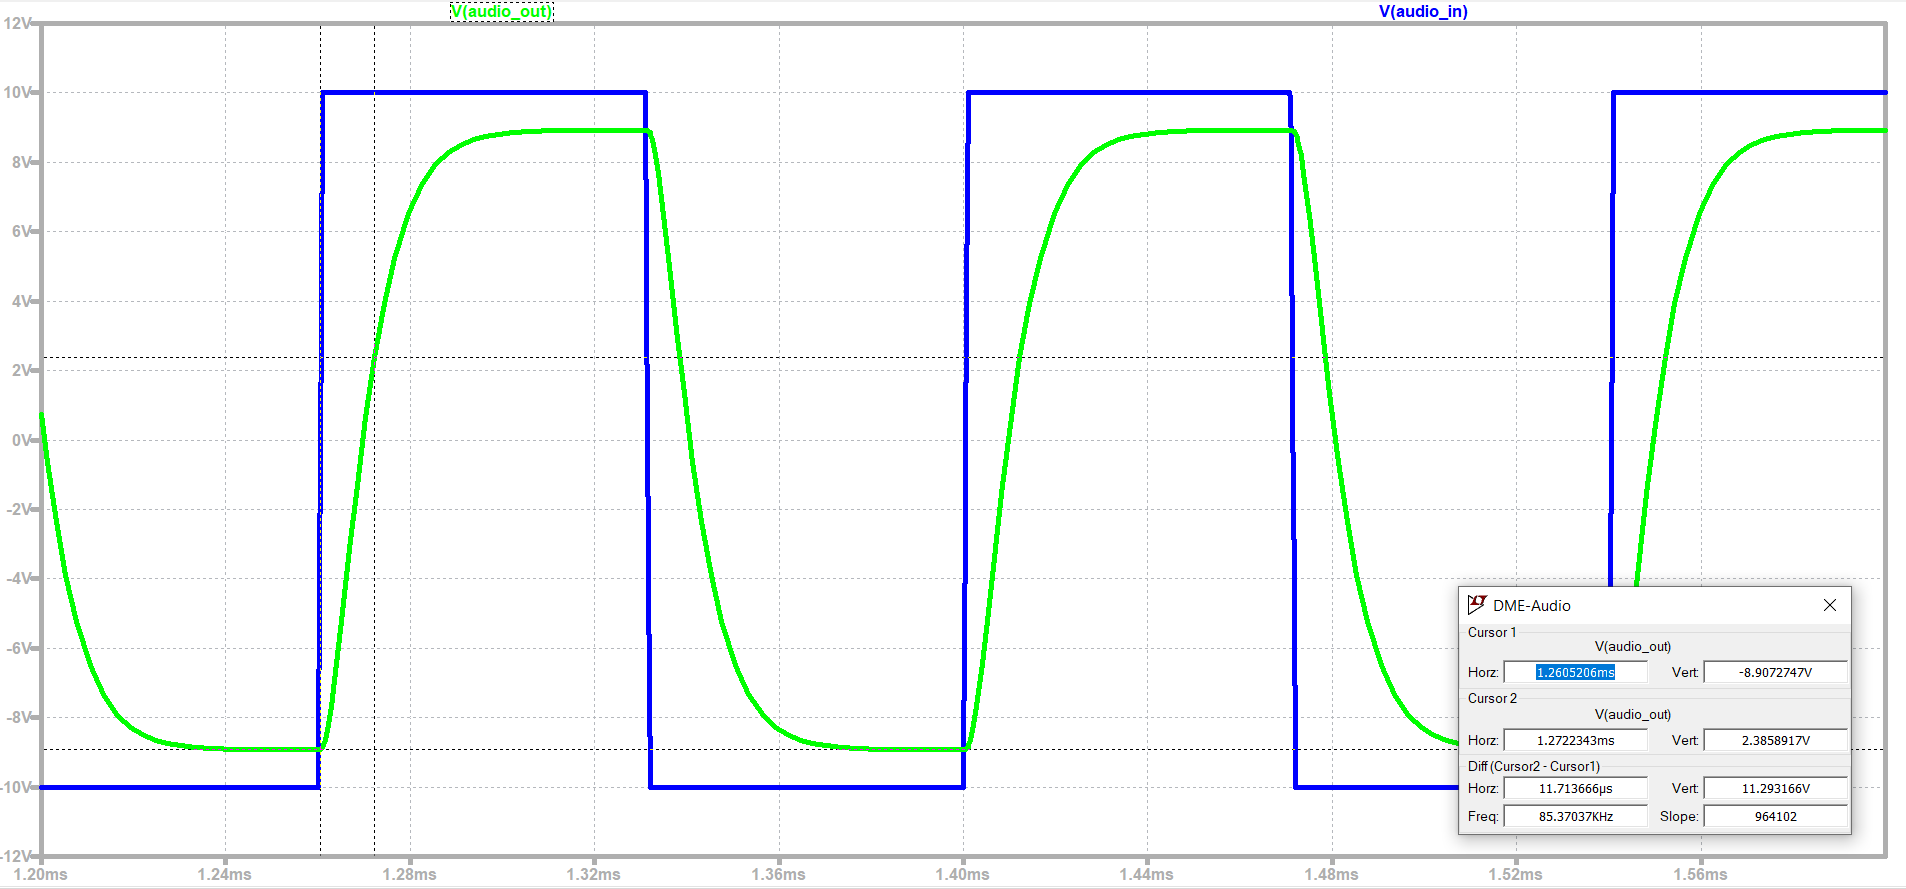 V(audio_out) V(audio_in)
12V
10V
8V
6V
4V
2V
0V
-2V
-4V
-6V
-8V
-10V
-12V
1.20ms 1.24ms 1.28ms 1.32ms 1.36ms 1.40ms 1.44ms 1.48ms 1.52ms 1.56ms
DME-Audio
Cursor 1
V(audio_out)
Horz: 1.2605206ms Vert: -8.9072747V
Cursor 2
V(audio_out)
Horz: 1.2722343ms Vert: 2.3858917V
Diff (Cursor2 - Cursor1)
Horz: 11.713666µs Vert: 11.293166V
Freq: 85.37037KHz Slope: 964102